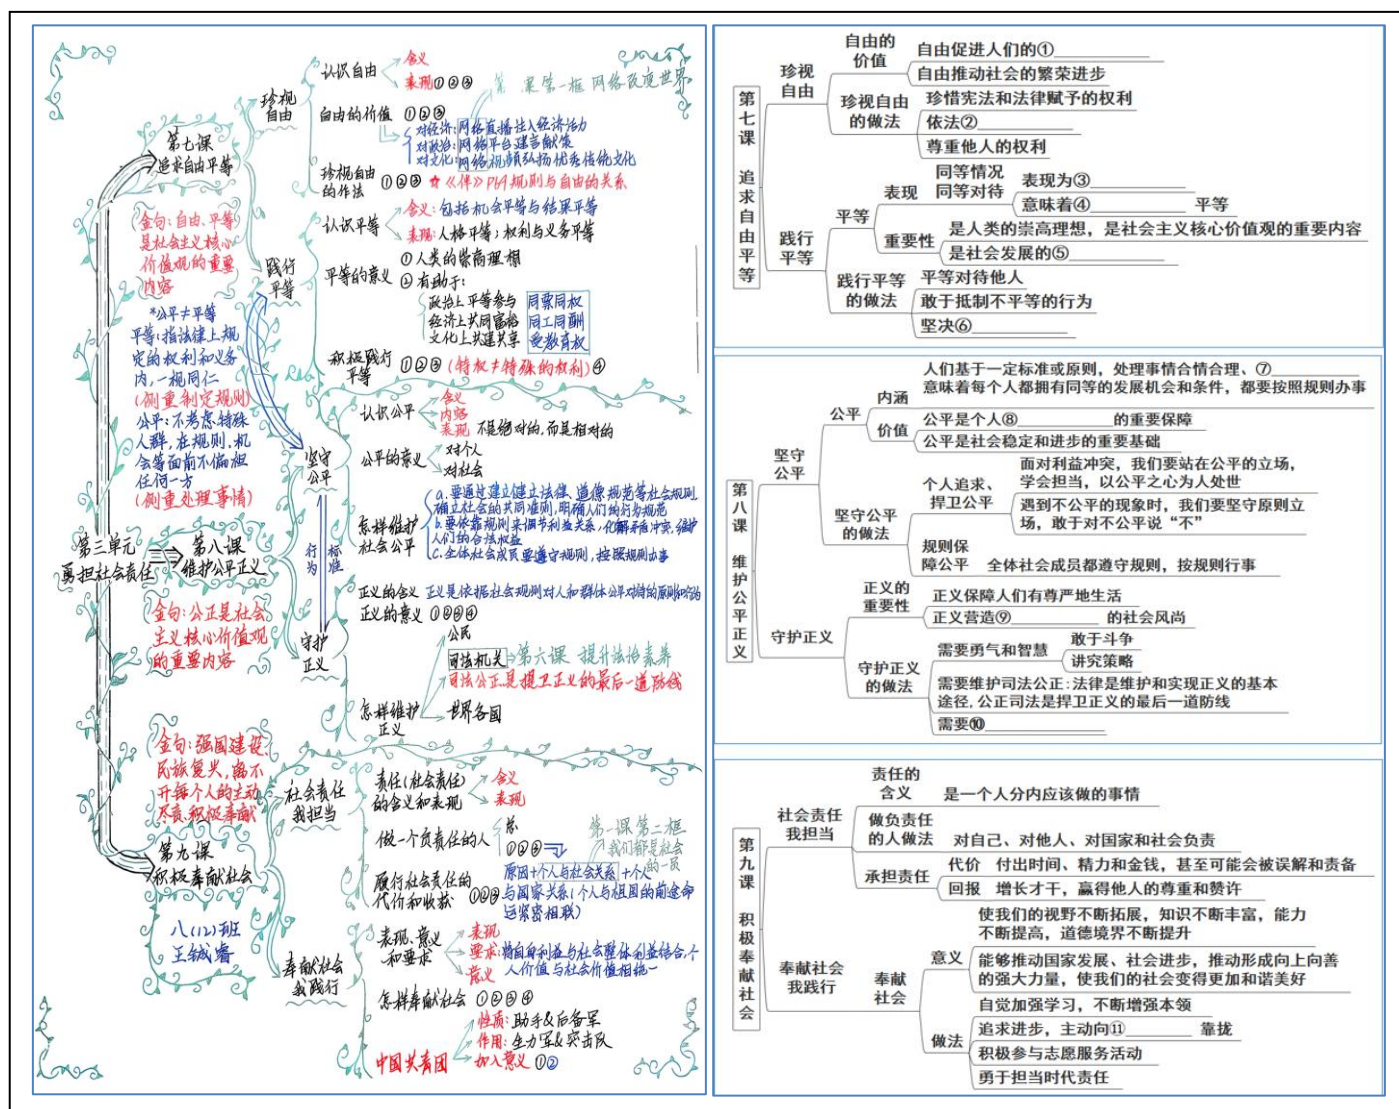 认识自由
含义
表现①②③
第一框 网络改变世界
珍视
自由
自由的价值 ①②③
对经济:网络直播注入经济活力
对政治:网络平台建言献策
对文化:网络视频弘扬优秀传统文化
珍视自由
的作法 ①②③
规则与自由的关系
第七课
追求自由平等
金句:自由、平等
是社会主义核心
价值观的重要
内容
认识平等
含义:包括机会平等与结果平等
表现:人格平等;权利与义务平等
践行
平等
平等的意义
①人类的崇高理想
②有助于:
政治上平等参与 同票同权
经济上共同富裕 同工同酬
文化上共建共享 受教育权
积极践行
平等 ①②③(特权≠特殊的权利)④
*公平≠平等
平等:指法律上规
定的权利和义务
内,一视同仁
(侧重制定规则)
公平:不考虑特殊
人群,在规则、机
会等面前不偏袒
任何一方
(侧重处理事情)
认识公平
含义
内容
表现 不是绝对的,而是相对的
坚守
公平
公平的意义
对个人
对社会
怎样维护
社会公平
a.要通过建立健立法律、道德规范等社会规则
确立社会的共同准则,明确人们的行为规范
b.要依靠规则来调节利益关系,化解矛盾冲突,维护
人们的合法权益
c.全体社会成员要遵守规则,按照规则办事
行为
标准
第三单元
勇担社会责任
第八课
维护公平正义
正义的含义 正义是依据社会规则对人和群体公平对待的原则和
正义的意义 ①②③④
金句:公正是社会
主义核心价值观
的重要内容
守护
正义
怎样维护
正义
公民
司法机关 第六课 提升法治素养
司法公正是捍卫正义的最后一道防线
世界各国
金句:强国建设、
民族复兴,离不
开每个人的主动
尽责、积极奉献
社会责任
我担当
责任(社会责任)
的含义和表现
含义
表现
做一个负责任的人
总
①②③
第一课第二框
我们都是社会
的一员
原因+个人与社会关系+个人
与国家关系(个人与祖国的前途命
运紧密相联)
履行社会责任的
代价和收获 ①②③
第九课
积极奉献社会
八(12)班
王铖睿
奉献社会
我践行
表现、意义
和要求
表现
要求:将自身利益与社会整体利益结合,个
人价值与社会价值相统一
意义
怎样奉献社会 ①②③④
中国共青团
性质:助手&后备军
作用:生力军&突击队
加入意义①②
第七课 追求自由平等
珍视
自由
自由的
价值
自由促进人们的①
自由推动社会的繁荣进步
珍视自由
的做法
珍惜宪法和法律赋予的权利
依法②
尊重他人的权利
践行
平等
平等
表现
同等情况
同等对待
表现为③
意味着④ 平等
重要性
是人类的崇高理想,是社会主义核心价值观的重要内容
是社会发展的⑤
践行平等
的做法
平等对待他人
敢于抵制不平等的行为
坚决⑥
第八课 维护公平正义
坚守
公平
公平
内涵
人们基于一定标准或原则,处理事情合情合理、⑦
意味着每个人都拥有同等的发展机会和条件,都要按照规则办事
价值
公平是个人⑧ 的重要保障
公平是社会稳定和进步的重要基础
坚守公平
的做法
个人追求、
捍卫公平
面对利益冲突,我们要站在公平的立场,
学会担当,以公平之心为人处世
遇到不公平的现象时,我们要坚守原则立
场,敢于对不公平说“不”
规则保
障公平
全体社会成员都遵守规则,按规则行事
守护正义
正义的
重要性
正义保障人们有尊严地生活
正义营造⑨ 的社会风尚
守护正义
的做法
需要勇气和智慧
敢于斗争
讲究策略
需要维护司法公正:法律是维护和实现正义的基本
途径,公正司法是捍卫正义的最后一道防线
需要⑩
第九课 积极奉献社会
社会责任
我担当
责任的
含义
是一个人分内应该做的事情
做负责任
的人做法
对自己、对他人、对国家和社会负责
承担责任
代价 付出时间、精力和金钱,甚至可能会被误解和责备
回报 增长才干,赢得他人的尊重和赞许
奉献社会
我践行
奉献
社会
意义
使我们的视野不断拓展,知识不断丰富,能力
不断提高,道德境界不断提升
能够推动国家发展、社会进步,推动形成向上向善
的强大力量,使我们的社会变得更加和谐美好
做法
自觉加强学习,不断增强本领
追求进步,主动向⑪ 靠拢
积极参与志愿服务活动
勇于担当时代责任